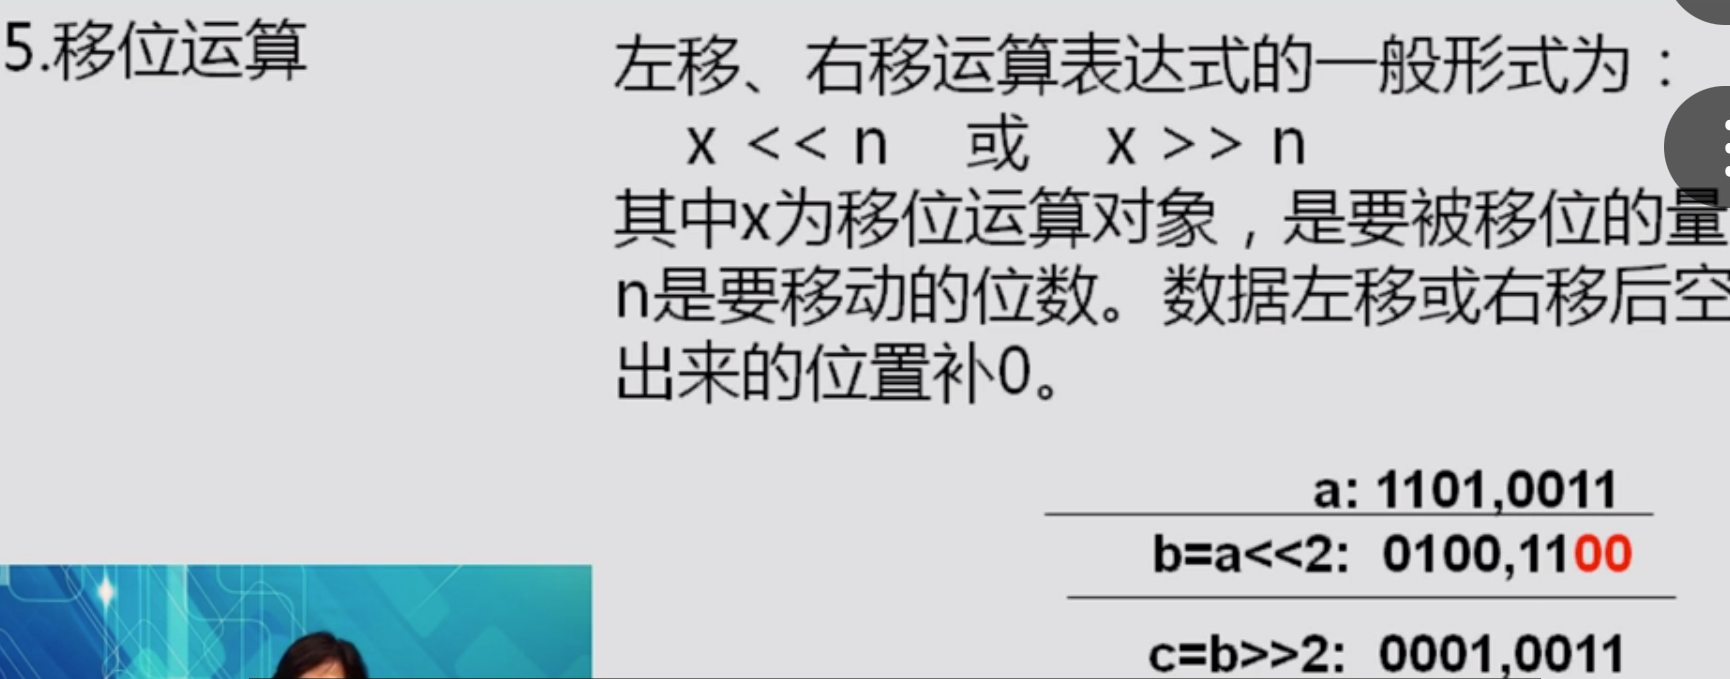 5.移位运算
左移、右移运算表达式的一般形式为：
x << n 或 x >> n
其中x为移位运算对象，是要被移位的量
n是要移动的位数。数据左移或右移后空
出来的位置补0。
a: 1101,0011
b=a<<2: 0100,1100
c=b>>2: 0001,0011